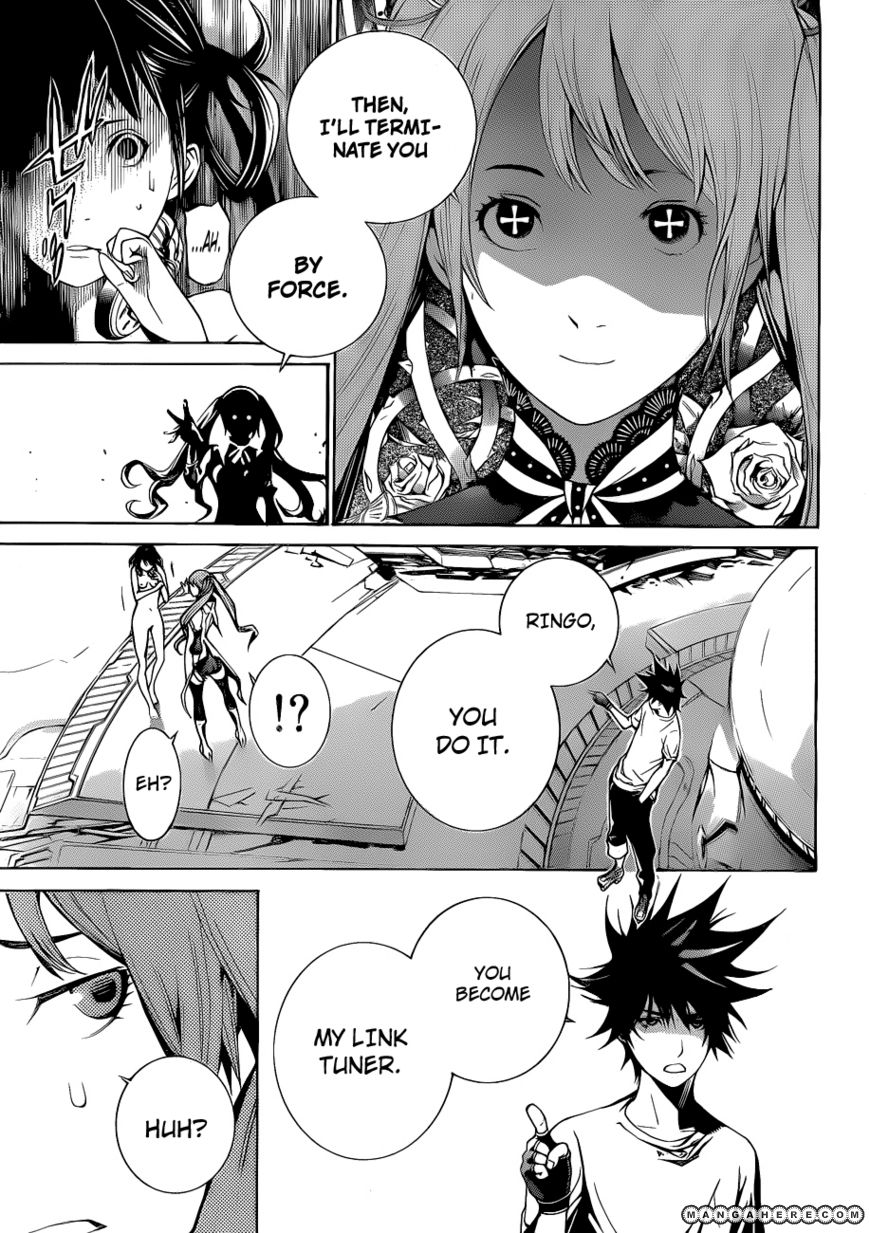 THEN,
I'LL TERMI-
NATE YOU
BY
FORCE.
...AH.
RINGO,
YOU
DO IT.
!?
EH?
YOU
BECOME
MY LINK
TUNER.
HUH?
MANGAHERE.COM